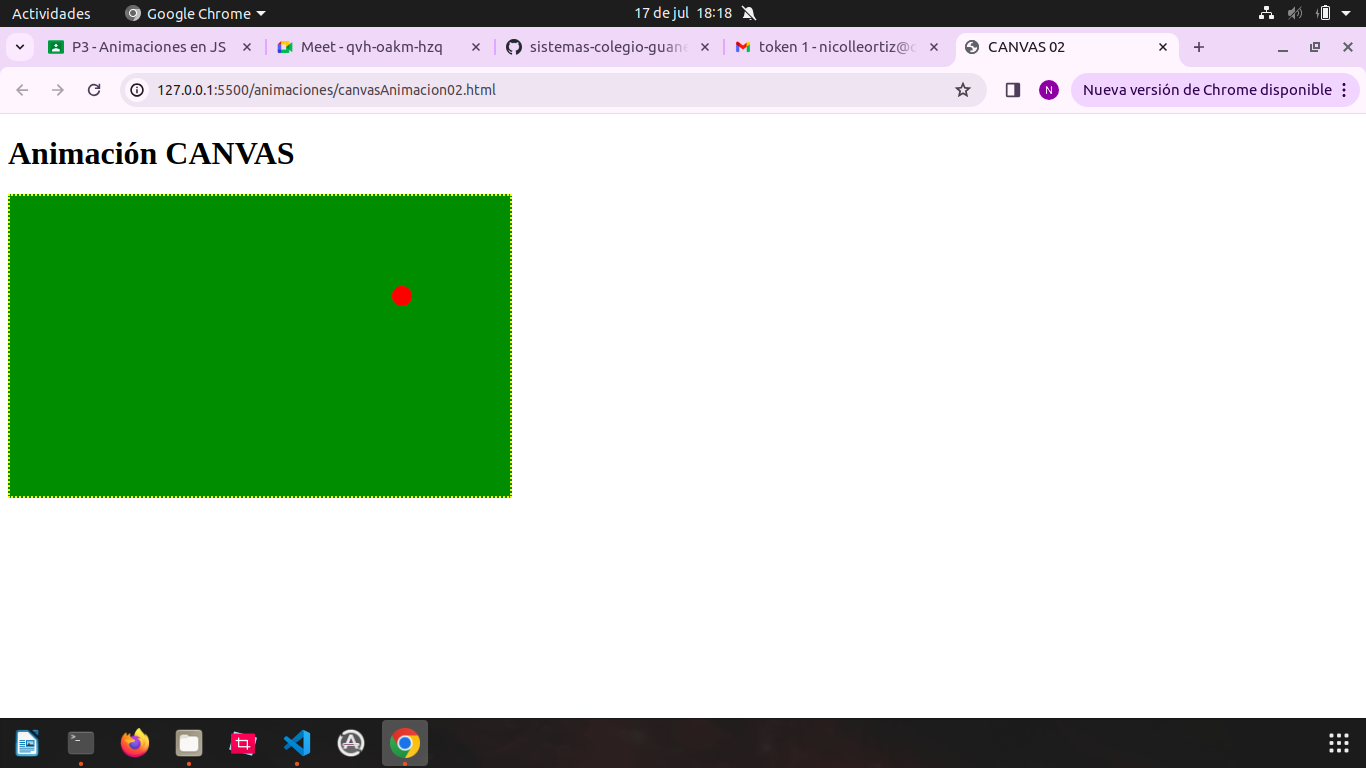 Actividades Google Chrome 17 de jul 18:18
P3 - Animaciones en JS Meet - qvh-oakm-hzq sistemas-colegio-guane token 1 - nicolleortiz@ CANVAS 02
127.0.0.1:5500/animaciones/canvasAnimacion02.html N Nueva versión de Chrome disponible
Animación CANVAS